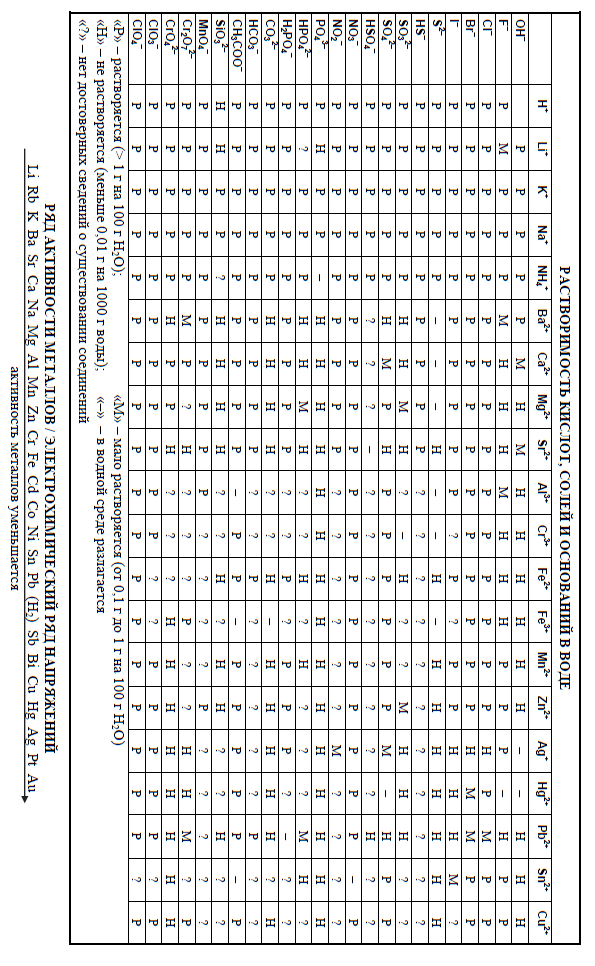 РАСТВОРИМОСТЬ КИСЛОТ, СОЛЕЙ И ОСНОВАНИЙ В ВОДЕ
H⁺ Li⁺ K⁺ Na⁺ NH₄⁺ Ba²⁺ Ca²⁺ Mg²⁺ Sr²⁺ Al³⁺ Cr³⁺ Fe²⁺ Fe³⁺ Mn²⁺ Zn²⁺ Ag⁺ Hg²⁺ Pb²⁺ Sn²⁺ Cu²⁺
OH⁻ Р Р Р Р Р М Н М Н Н Н Н Н Н – – Н Н Н
F⁻ Р М Р Р Р М Н Н Н М Н Н Н Р Р Р – Н Р Р
Cl⁻ Р Р Р Р Р Р Р Р Р Р Р Р Р Р Р Н Р М Р Р
Br⁻ Р Р Р Р Р Р Р Р Р Р Р Р Р Р Р Н М М Р Р
I⁻ Р Р Р Р Р Р Р Р Р Р Р Р ? Р Р Н Н Н М ?
S²⁻ Р Р Р Р Р – – – Н – – Н – Н Н Н Н Н Н Н
HS⁻ Р Р Р Р Р Р Р Р Р ? ? ? ? ? ? ? ? ? ? ?
SO₃²⁻ Р Р Р Р Р Н Н М Н ? – Н ? ? М Н Н Н ? ?
SO₄²⁻ Р Р Р Р Р Н М Р Н Р Р Р Р Р Р М – Н Р Р
HSO₄⁻ Р Р Р Р Р ? ? ? – ? ? ? ? ? ? ? ? Н ? ?
NO₃⁻ Р Р Р Р Р Р Р Р Р Р Р Р Р Р Р Р Р Р – Р
NO₂⁻ Р Р Р Р Р Р Р Р Р ? ? ? ? ? ? М ? ? ? ?
PO₄³⁻ Р Н Р Р – Н Н Н Н Н Н Н Н Н Н Н Н Н Н Н
HPO₄²⁻ ? ? Р Р Р Н Н М Н ? ? Н ? Н ? ? ? М Н ?
H₂PO₄⁻ Р Р Р Р Р Р Р Р Р ? ? Р ? Р Р Р ? – ? ?
CO₃²⁻ Р Р Р Р Р Н Н Н Н ? ? Н – Н Н Н Н Н ? Н
HCO₃⁻ Р Р Р Р Р Р Р Р Р ? ? Р ? ? ? ? ? Р ? ?
CH₃COO⁻ Р Р Р Р Р Р Р Р Р – Р Р – Р Р Р Р Р – Р
SiO₃²⁻ Н Н Р Р ? Н Н Н Н ? ? Н ? Н Н ? ? Н ? ?
MnO₄⁻ Р Р Р Р Р Р Р Р Р Р ? ? ? ? Р ? ? ? ? ?
Cr₂O₇²⁻ Р Р Р Р Р М Р ? Н ? ? ? Р ? ? Н Н М ? Р
CrO₄²⁻ Р Р Р Р Р Н Р Р Н ? ? ? Н Н Н Н Н Н Н Н
ClO₃⁻ Р Р Р Р Р Р Р Р Р Р Р ? Р Р Р Р Р Р ? Р
ClO₄⁻ Р Р Р Р Р Р Р Р Р Р Р Р Р Р Р Р Р Р ? Р
«Р» – растворяется (> 1 г на 100 г H₂O); «М» – мало растворяется (от 0,1 г до 1 г на 100 г H₂O)
«Н» – не растворяется (меньше 0,01 г на 1000 г воды); «–» – в водной среде разлагается
«?» – нет достоверных сведений о существовании соединений
РЯД АКТИВНОСТИ МЕТАЛЛОВ / ЭЛЕКТРОХИМИЧЕСКИЙ РЯД НАПРЯЖЕНИЙ
Li Rb K Ba Sr Ca Na Mg Al Mn Zn Cr Fe Cd Co Ni Sn Pb (H₂) Sb Bi Cu Hg Ag Pt Au
активность металлов уменьшается